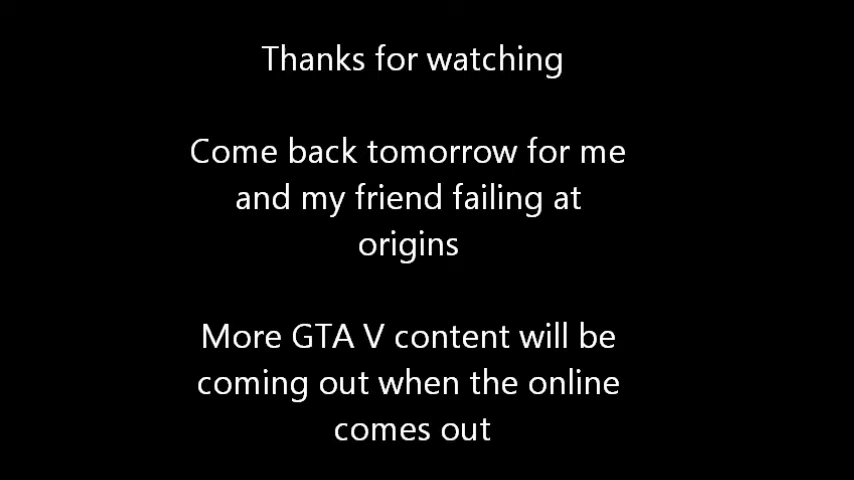 Thanks for watching
Come back tomorrow for me
and my friend failing at
origins
More GTA V content will be
coming out when the online
comes out